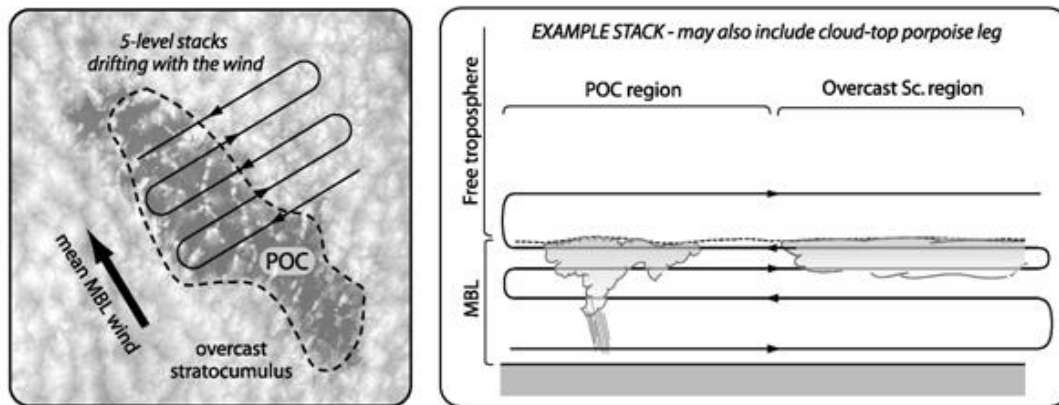 5-level stacks
drifting with the wind
POC
mean MBL wind
overcast
stratocumulus
EXAMPLE STACK - may also include cloud-top porpoise leg
POC region
Overcast Sc. region
Free troposphere
MBL